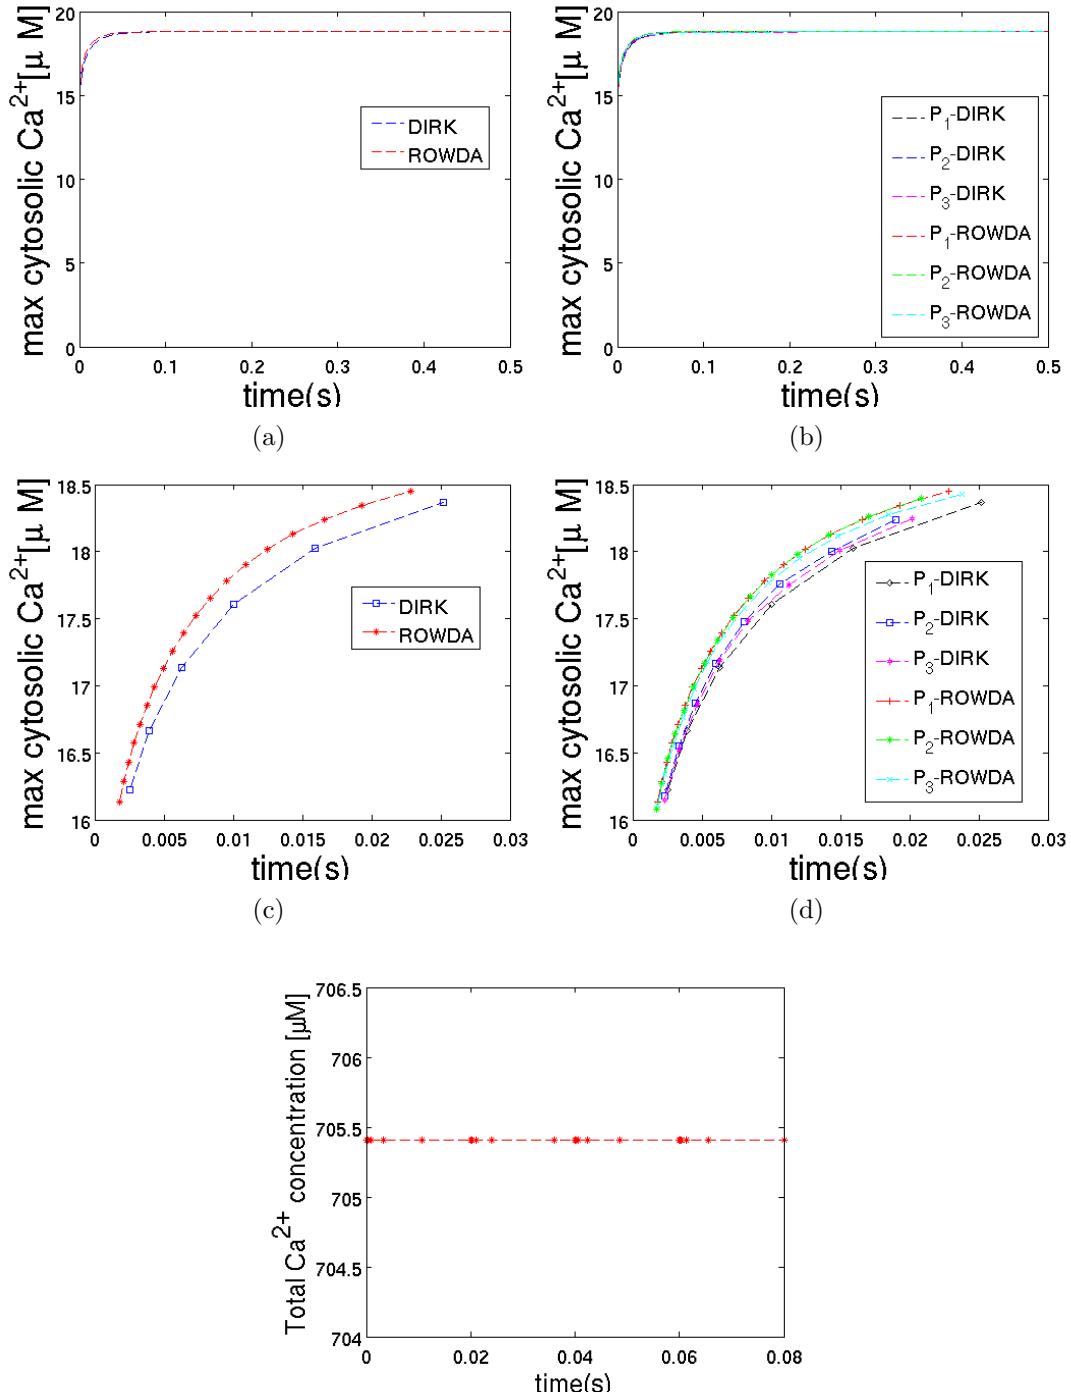 max cytosolic Ca2+[μ M]
20
15
10
5
0
0 0.1 0.2 0.3 0.4 0.5
time(s)
DIRK
ROWDA
(a)
max cytosolic Ca2+[μ M]
20
15
10
5
0
0 0.1 0.2 0.3 0.4 0.5
time(s)
P1-DIRK
P2-DIRK
P3-DIRK
P1-ROWDA
P2-ROWDA
P3-ROWDA
(b)
max cytosolic Ca2+[μ M]
18.5
18
17.5
17
16.5
16
0 0.005 0.01 0.015 0.02 0.025 0.03
time(s)
DIRK
ROWDA
(c)
max cytosolic Ca2+[μ M]
18.5
18
17.5
17
16.5
16
0 0.005 0.01 0.015 0.02 0.025 0.03
time(s)
P1-DIRK
P2-DIRK
P3-DIRK
P1-ROWDA
P2-ROWDA
P3-ROWDA
(d)
Total Ca2+ concentration [μM]
706.5
706
705.5
705
704.5
704
0 0.02 0.04 0.06 0.08
time(s)